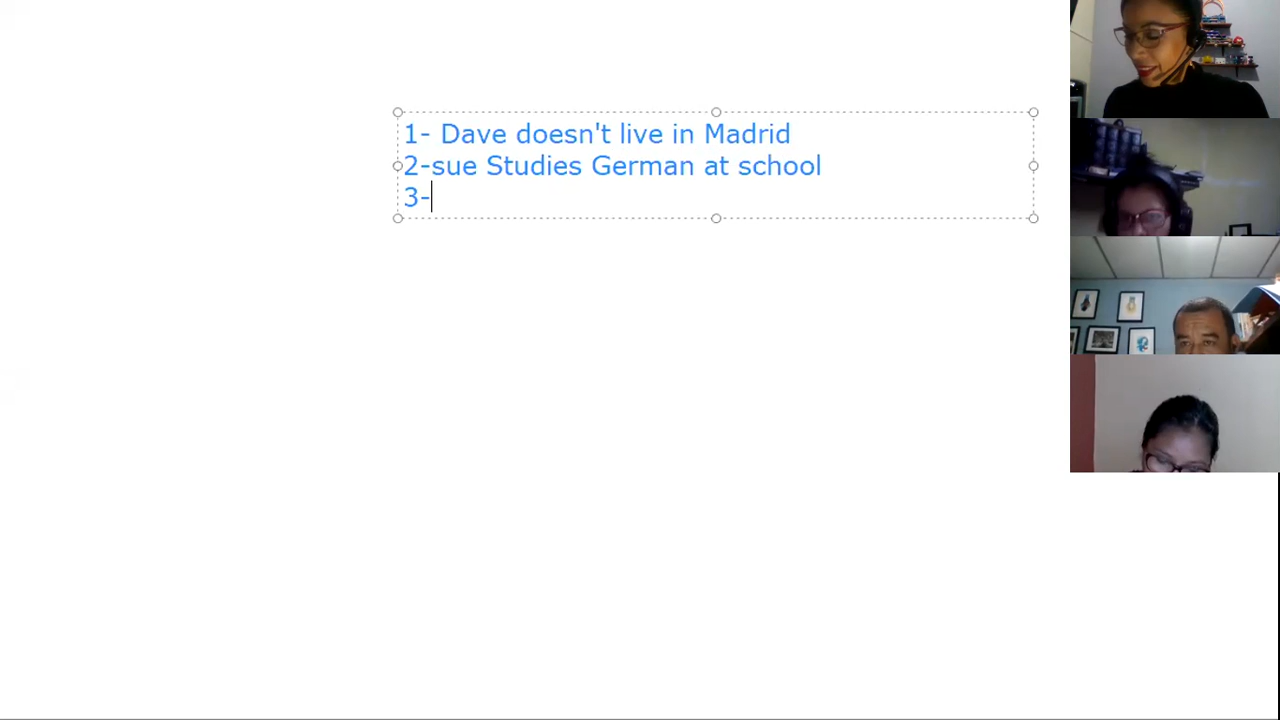 1- Dave doesn't live in Madrid
2-sue Studies German at school
3-